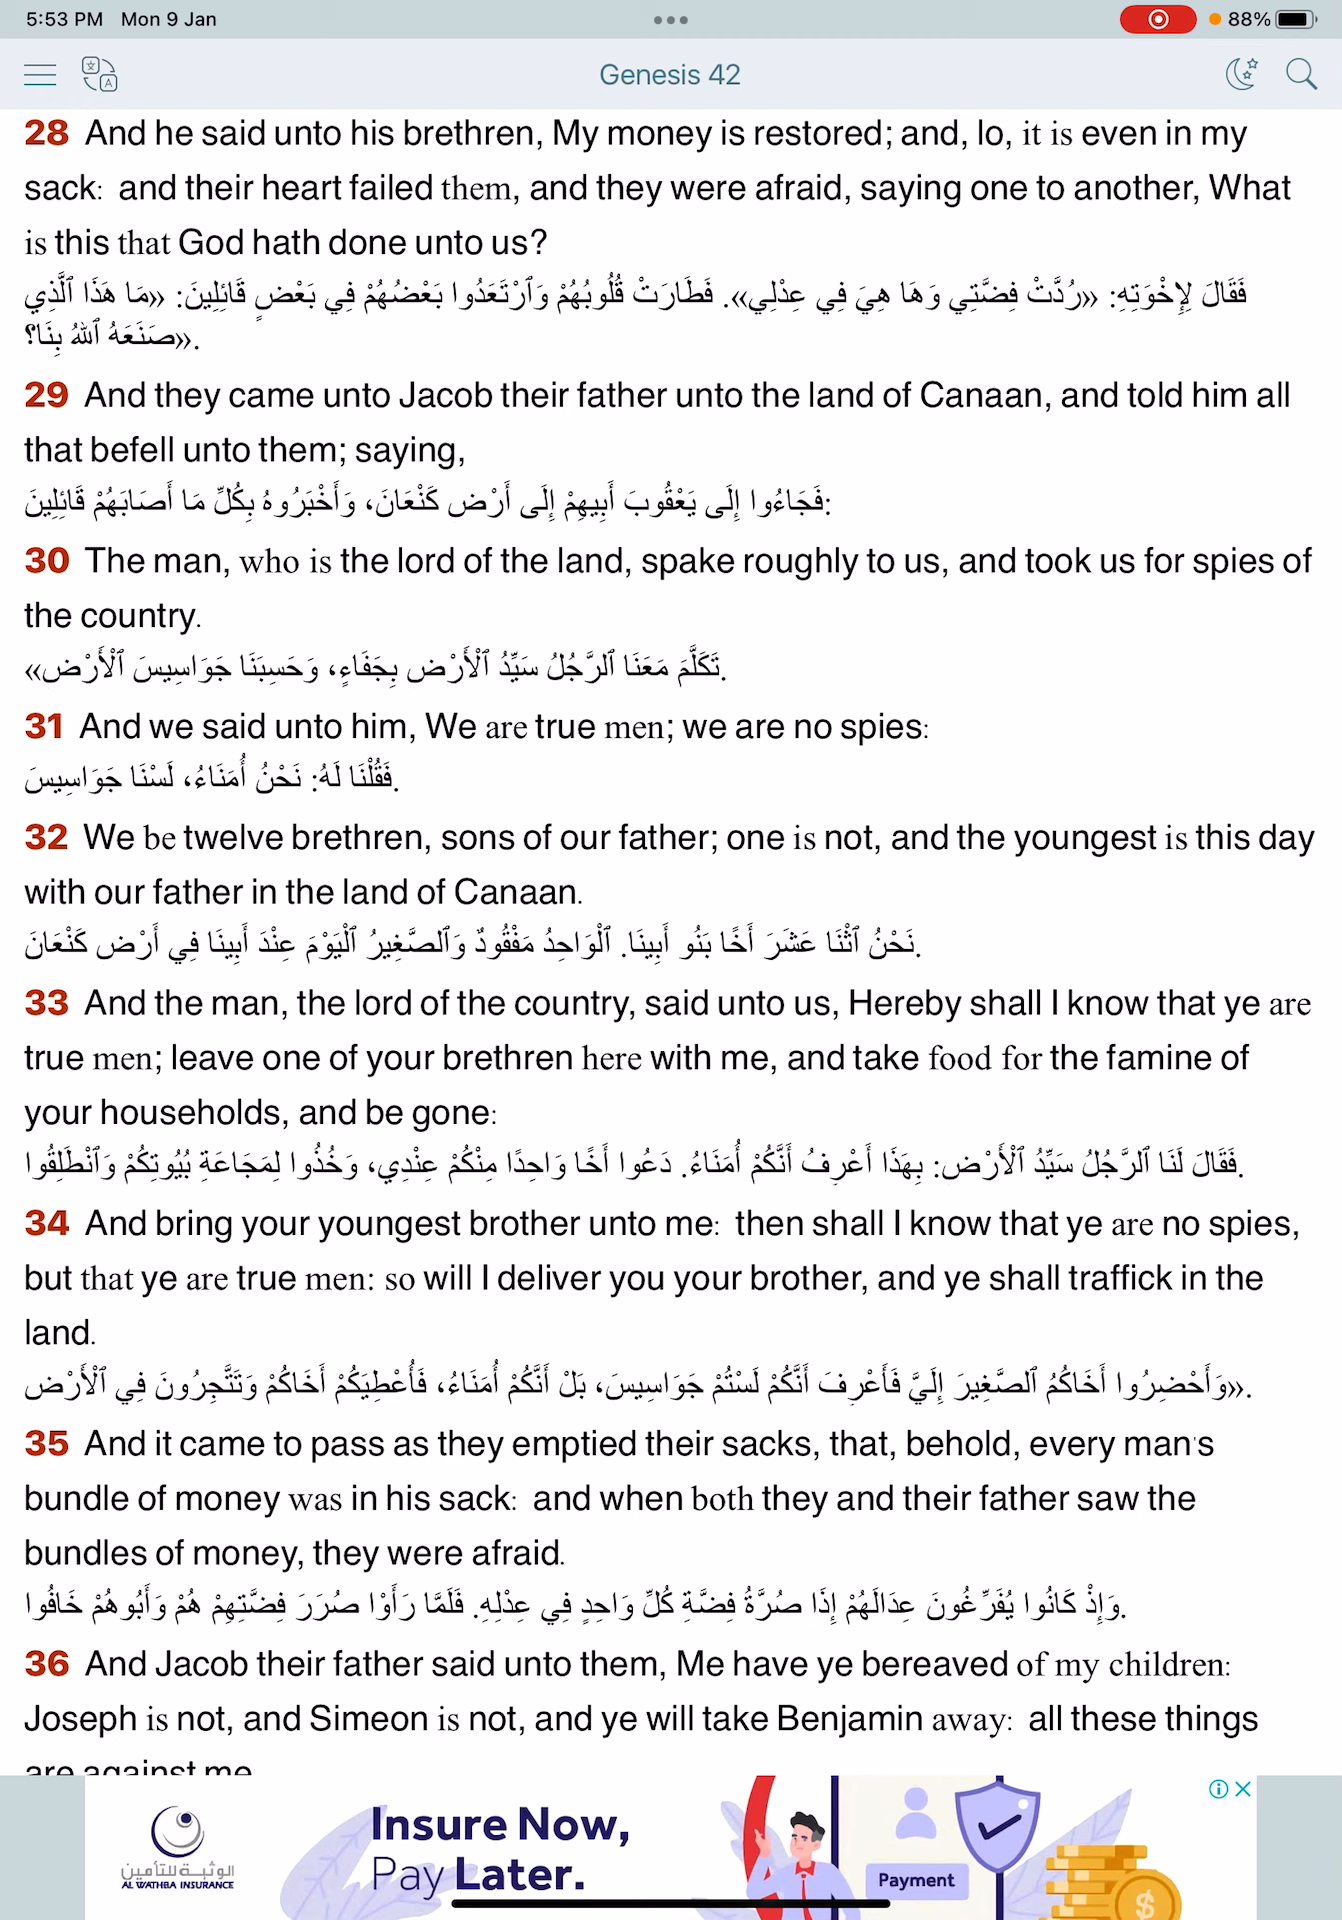 5:53 PM Mon 9 Jan
88%
Genesis 42
28 And he said unto his brethren, My money is restored; and, lo, it is even in my
sack: and their heart failed them, and they were afraid, saying one to another, What
is this that God hath done unto us?
فَقَالَ لِإِخْوَتِهِ: «رُدَّتْ فِضَّتِي وَهَا هِيَ فِي عِدْلِي». فَطَارَتْ قُلُوبُهُمْ وَٱرْتَعَدُوا بَعْضُهُمْ فِي بَعْضٍ قَائِلِينَ: «مَا هَذَا ٱلَّذِي
صَنَعَهُ ٱللهُ بِنَا؟».
29 And they came unto Jacob their father unto the land of Canaan, and told him all
that befell unto them; saying,
فَجَاءُوا إِلَى يَعْقُوبَ أَبِيهِمْ إِلَى أَرْضِ كَنْعَانَ، وَأَخْبَرُوهُ بِكُلِّ مَا أَصَابَهُمْ قَائِلِينَ:
30 The man, who is the lord of the land, spake roughly to us, and took us for spies of
the country.
«تَكَلَّمَ مَعَنَا ٱلرَّجُلُ سَيِّدُ ٱلْأَرْضِ بِجَفَاءٍ، وَحَسِبَنَا جَوَاسِيسَ ٱلْأَرْضِ.
31 And we said unto him, We are true men; we are no spies:
فَقُلْنَا لَهُ: نَحْنُ أُمَنَاءُ، لَسْنَا جَوَاسِيسَ.
32 We be twelve brethren, sons of our father; one is not, and the youngest is this day
with our father in the land of Canaan.
نَحْنُ ٱثْنَا عَشَرَ أَخًا بَنُو أَبِينَا. ٱلْوَاحِدُ مَفْقُودٌ وَٱلصَّغِيرُ ٱلْيَوْمَ عِنْدَ أَبِينَا فِي أَرْضِ كَنْعَانَ.
33 And the man, the lord of the country, said unto us, Hereby shall I know that ye are
true men; leave one of your brethren here with me, and take food for the famine of
your households, and be gone:
فَقَالَ لَنَا ٱلرَّجُلُ سَيِّدُ ٱلْأَرْضِ: بِهَذَا أَعْرِفُ أَنَّكُمْ أُمَنَاءُ. دَعُوا أَخًا وَاحِدًا مِنْكُمْ عِنْدِي، وَخُذُوا لِمَجَاعَةِ بُيُوتِكُمْ وَٱنْطَلِقُوا.
34 And bring your youngest brother unto me: then shall I know that ye are no spies,
but that ye are true men: so will I deliver you your brother, and ye shall traffick in the
land.
وَأَحْضِرُوا أَخَاكُمُ ٱلصَّغِيرَ إِلَيَّ فَأَعْرِفَ أَنَّكُمْ لَسْتُمْ جَوَاسِيسَ، بَلْ أَنَّكُمْ أُمَنَاءُ، فَأُعْطِيَكُمْ أَخَاكُمْ وَتَتَّجِرُونَ فِي ٱلْأَرْضِ».
35 And it came to pass as they emptied their sacks, that, behold, every man's
bundle of money was in his sack: and when both they and their father saw the
bundles of money, they were afraid.
وَإِذْ كَانُوا يُفَرِّغُونَ عِدَالَهُمْ إِذَا صُرَّةُ فِضَّةِ كُلِّ وَاحِدٍ فِي عِدْلِهِ. فَلَمَّا رَأَوْا صُرَرَ فِضَّتِهِمْ هُمْ وَأَبُوهُمْ خَافُوا.
36 And Jacob their father said unto them, Me have ye bereaved of my children:
Joseph is not, and Simeon is not, and ye will take Benjamin away: all these things
are against me
الوثبة للتأمين
AL WATHBA INSURANCE
Insure Now,
Pay Later.
Payment